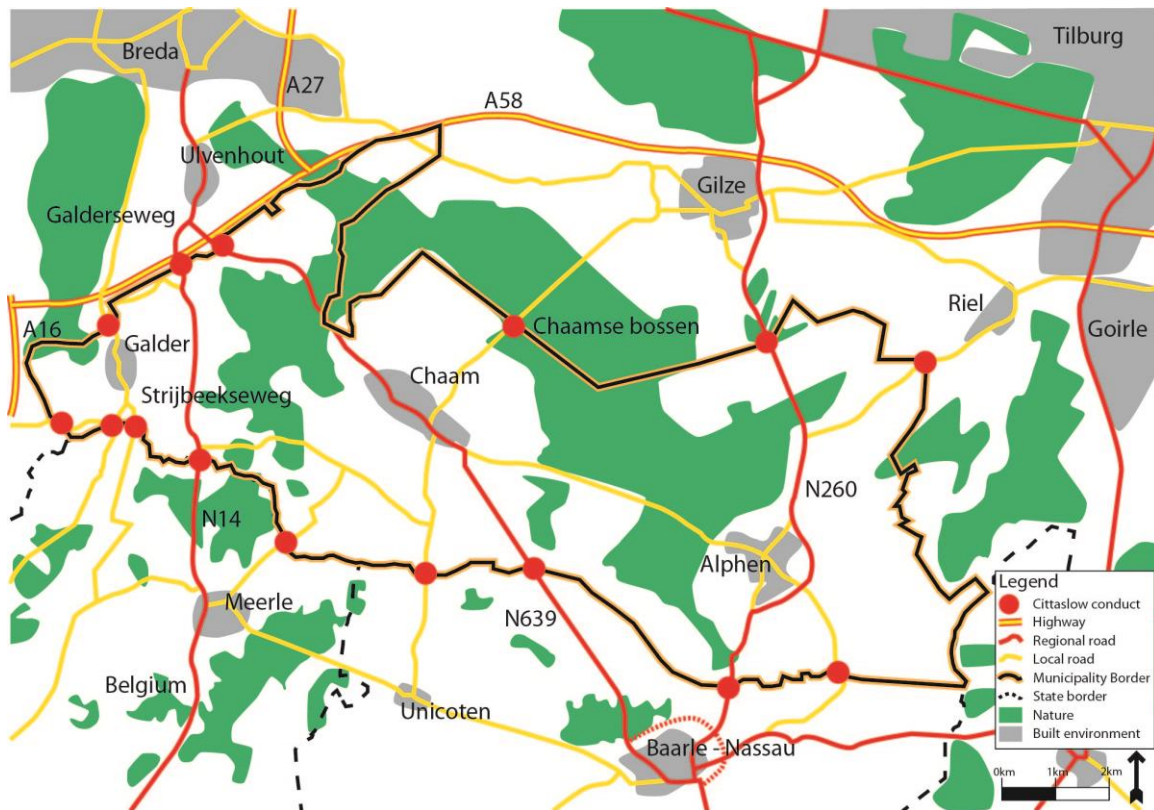 Breda
Tilburg
A27
A58
Ulvenhout
Gilze
Galderseweg
Riel
A16
Chaamse bossen
Goirle
Galder
Chaam
Strijbeekseweg
N260
N14
Alphen
Legend
Cittaslow conduct
Highway
Regional road
Local road
Municipality Border
State border
Nature
Built environment
Meerle
N639
Belgium
Unicoten
Baarle - Nassau
0km 1km 2km